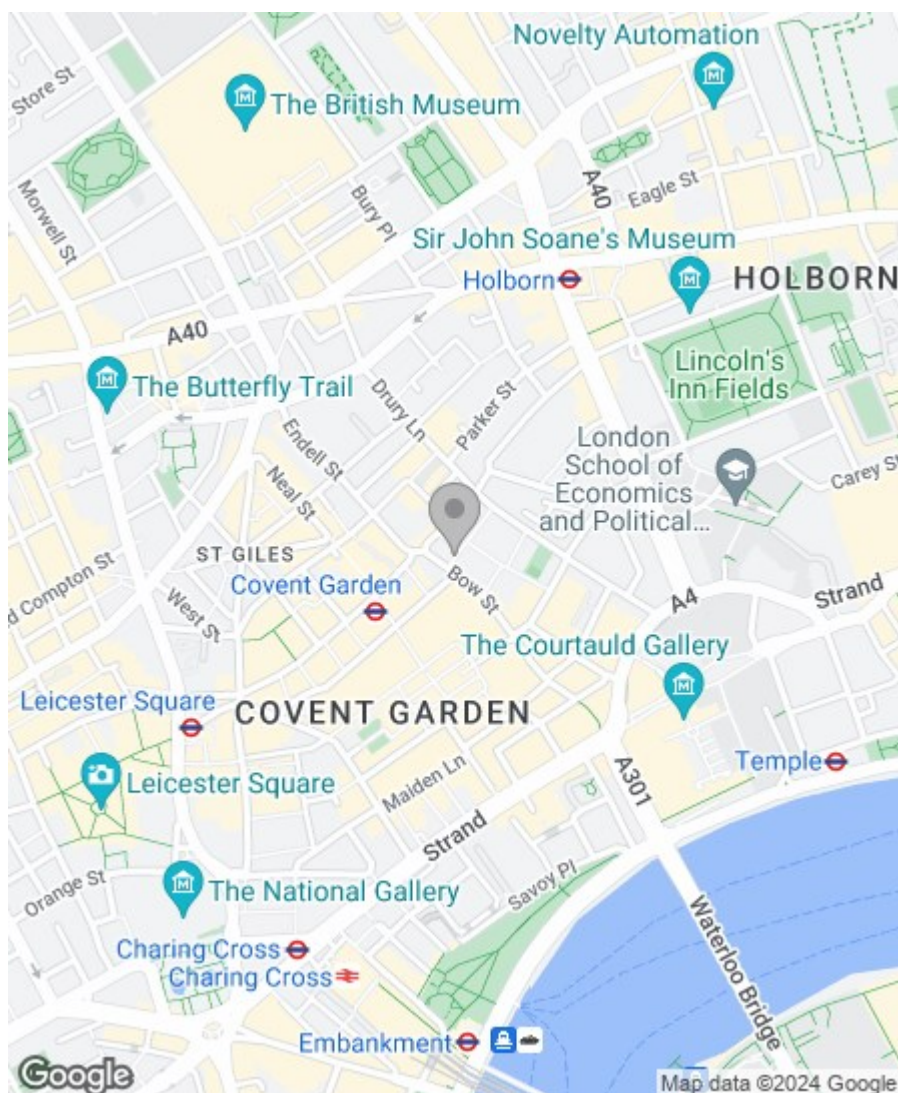 Novelty Automation
Store St
The British Museum
A40
Eagle St
Morwell St
Bury Pl
Sir John Soane's Museum
Holborn
HOLBORN
A40
Lincoln's
Inn Fields
The Butterfly Trail
Drury Ln
Parker St
London
School of
Economics
and Political...
Endell St
Carey St
Neal St
ST GILES
d Compton St
Covent Garden
Bow St
West St
A4
Strand
The Courtauld Gallery
Leicester Square
COVENT GARDEN
Temple
Leicester Square
Maiden Ln
A301
Strand
Orange St
The National Gallery
Savoy Pl
Waterloo Bridge
Charing Cross
Charing Cross
Embankment
Google
Map data ©2024 Google